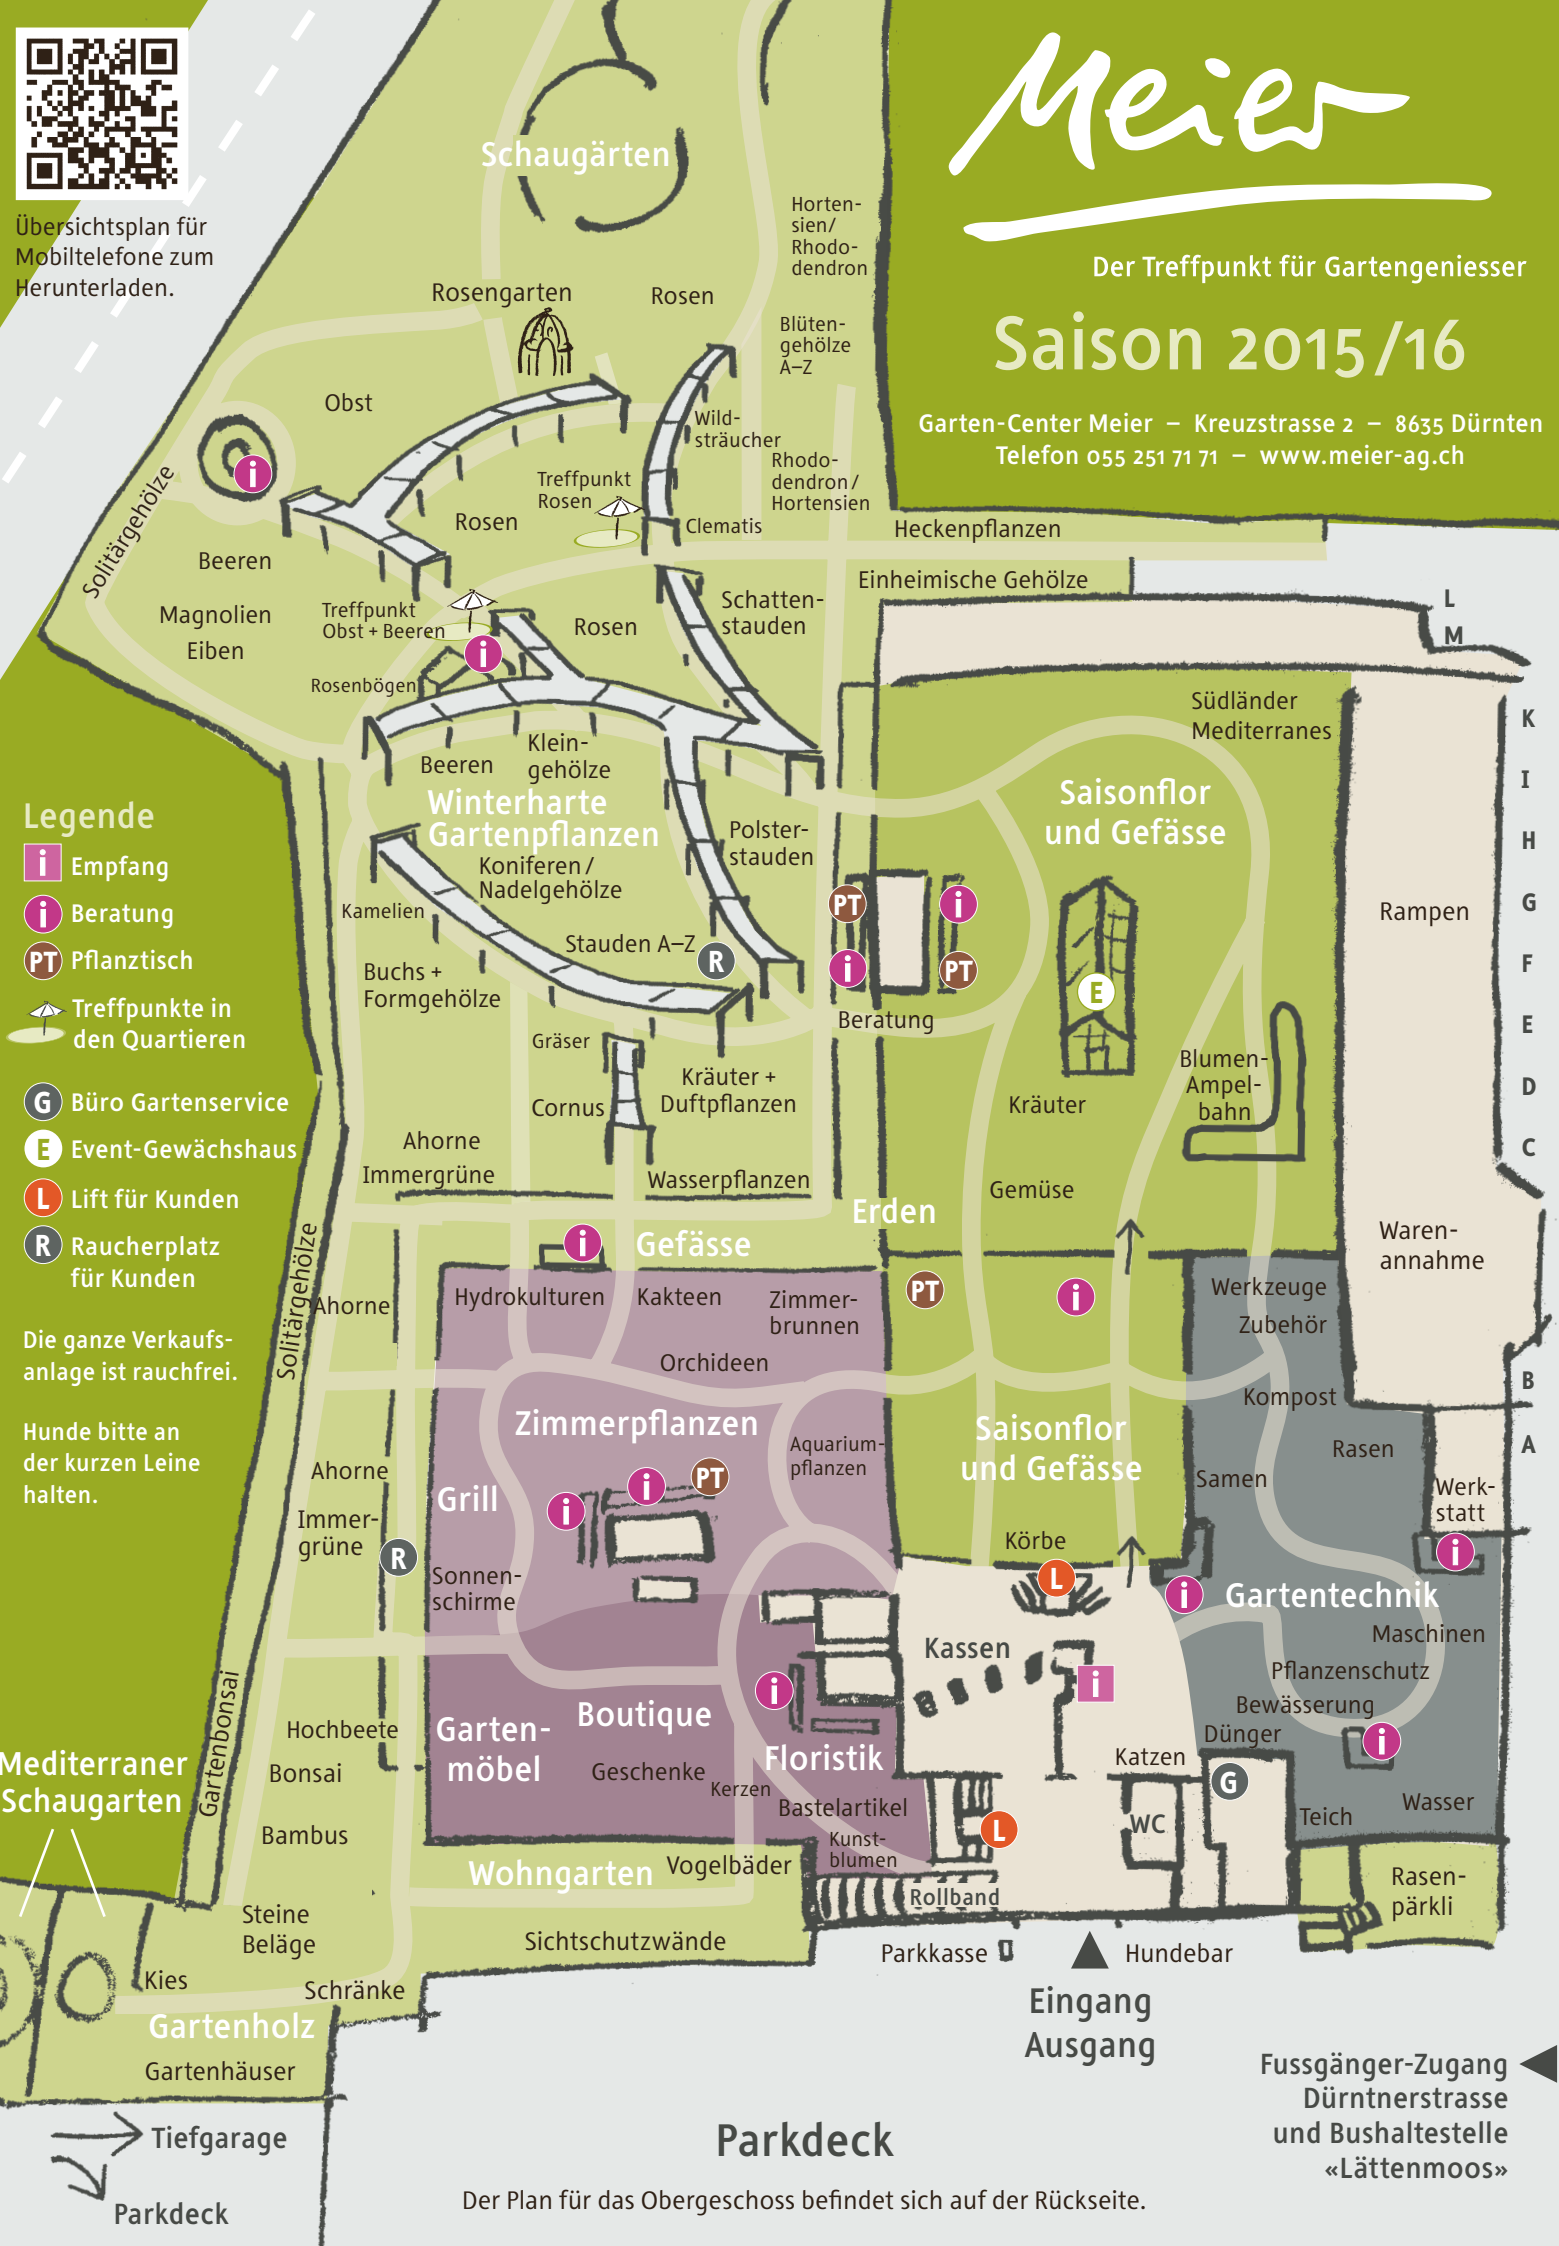 Übersichtsplan für
Mobiltelefone zum
Herunterladen.
Meier
Der Treffpunkt für Gartengeniesser
Saison 2015/16
Garten-Center Meier – Kreuzstrasse 2 – 8635 Dürnten
Telefon 055 251 71 71 – www.meier-ag.ch
Schaugärten
Horten-
sien/
Rhodo-
dendron
Rosengarten
Rosen
Blüten-
gehölze
A–Z
Obst
Wild-
sträucher
Rhodo-
dendron/
Hortensien
Treffpunkt
Rosen
i
Solitärgehölze
Rosen
Clematis
Heckenpflanzen
Beeren
Einheimische Gehölze
Magnolien
Eiben
Treffpunkt
Obst + Beeren
i
Rosen
Schatten-
stauden
Rosenbögen
L
M
K
I
H
G
F
E
D
C
B
A
Südländer
Mediterranes
Beeren
Klein-
gehölze
Winterharte
Gartenpflanzen
Koniferen /
Nadelgehölze
Polster-
stauden
Saisonflor
und Gefässe
Kamelien
Stauden A–Z
R
PT
i
i
PT
Beratung
E
Rampen
Buchs +
Formgehölze
Gräser
Cornus
Kräuter +
Duftpflanzen
Kräuter
Blumen-
Ampel-
bahn
Ahorne
Immergrüne
Wasserpflanzen
Gemüse
Erden
Waren-
annahme
Legende
i Empfang
i Beratung
PT Pflanztisch
Treffpunkte in
den Quartieren
G Büro Gartenservice
E Event-Gewächshaus
L Lift für Kunden
R Raucherplatz
für Kunden
Die ganze Verkaufs-
anlage ist rauchfrei.
Hunde bitte an
der kurzen Leine
halten.
i
Gefässe
Solitärgehölze
Ahorne
Hydrokulturen
Kakteen
Zimmer-
brunnen
PT
i
Werkzeuge
Zubehör
Orchideen
Kompost
Zimmerpflanzen
Aquarium-
pflanzen
Saisonflor
und Gefässe
Rasen
Samen
Werk-
statt
Ahorne
Grill
i
i
PT
Immer-
grüne
R
Körbe
L
i
i
Gartentechnik
Sonnen-
schirme
Kassen
i
Maschinen
Pflanzenschutz
Bewässerung
Dünger
i
Gartenbonsai
Hochbeete
Garten-
möbel
Boutique
i
Floristik
Katzen
G
Mediterraner
Schaugarten
Bonsai
Geschenke
Kerzen
Bastelartikel
Wasser
Teich
WC
L
Bambus
Kunst-
blumen
Wohngarten
Vogelbäder
Rollband
Rasen-
pärkli
Steine
Beläge
Sichtschutzwände
Parkkasse
Hundebar
Kies
Schränke
Eingang
Ausgang
Gartenholz
Gartenhäuser
Fussgänger-Zugang
Dürntnerstrasse
und Bushaltestelle
«Lättenmoos»
Tiefgarage
Parkdeck
Parkdeck
Der Plan für das Obergeschoss befindet sich auf der Rückseite.